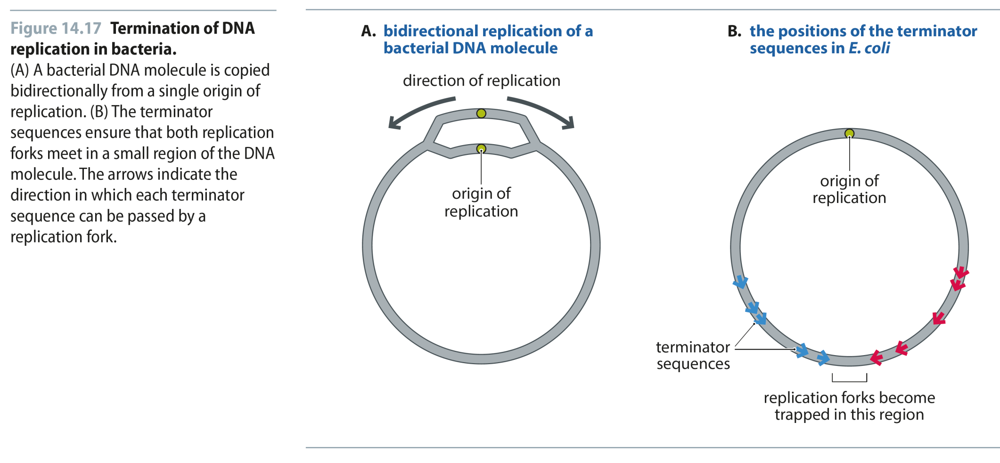 Figure 14.17 Termination of DNA
replication in bacteria.
(A) A bacterial DNA molecule is copied
bidirectionally from a single origin of
replication. (B) The terminator
sequences ensure that both replication
forks meet in a small region of the DNA
molecule. The arrows indicate the
direction in which each terminator
sequence can be passed by a
replication fork.
A. bidirectional replication of a
bacterial DNA molecule
direction of replication
origin of
replication
B. the positions of the terminator
sequences in E. coli
origin of
replication
terminator
sequences
replication forks become
trapped in this region